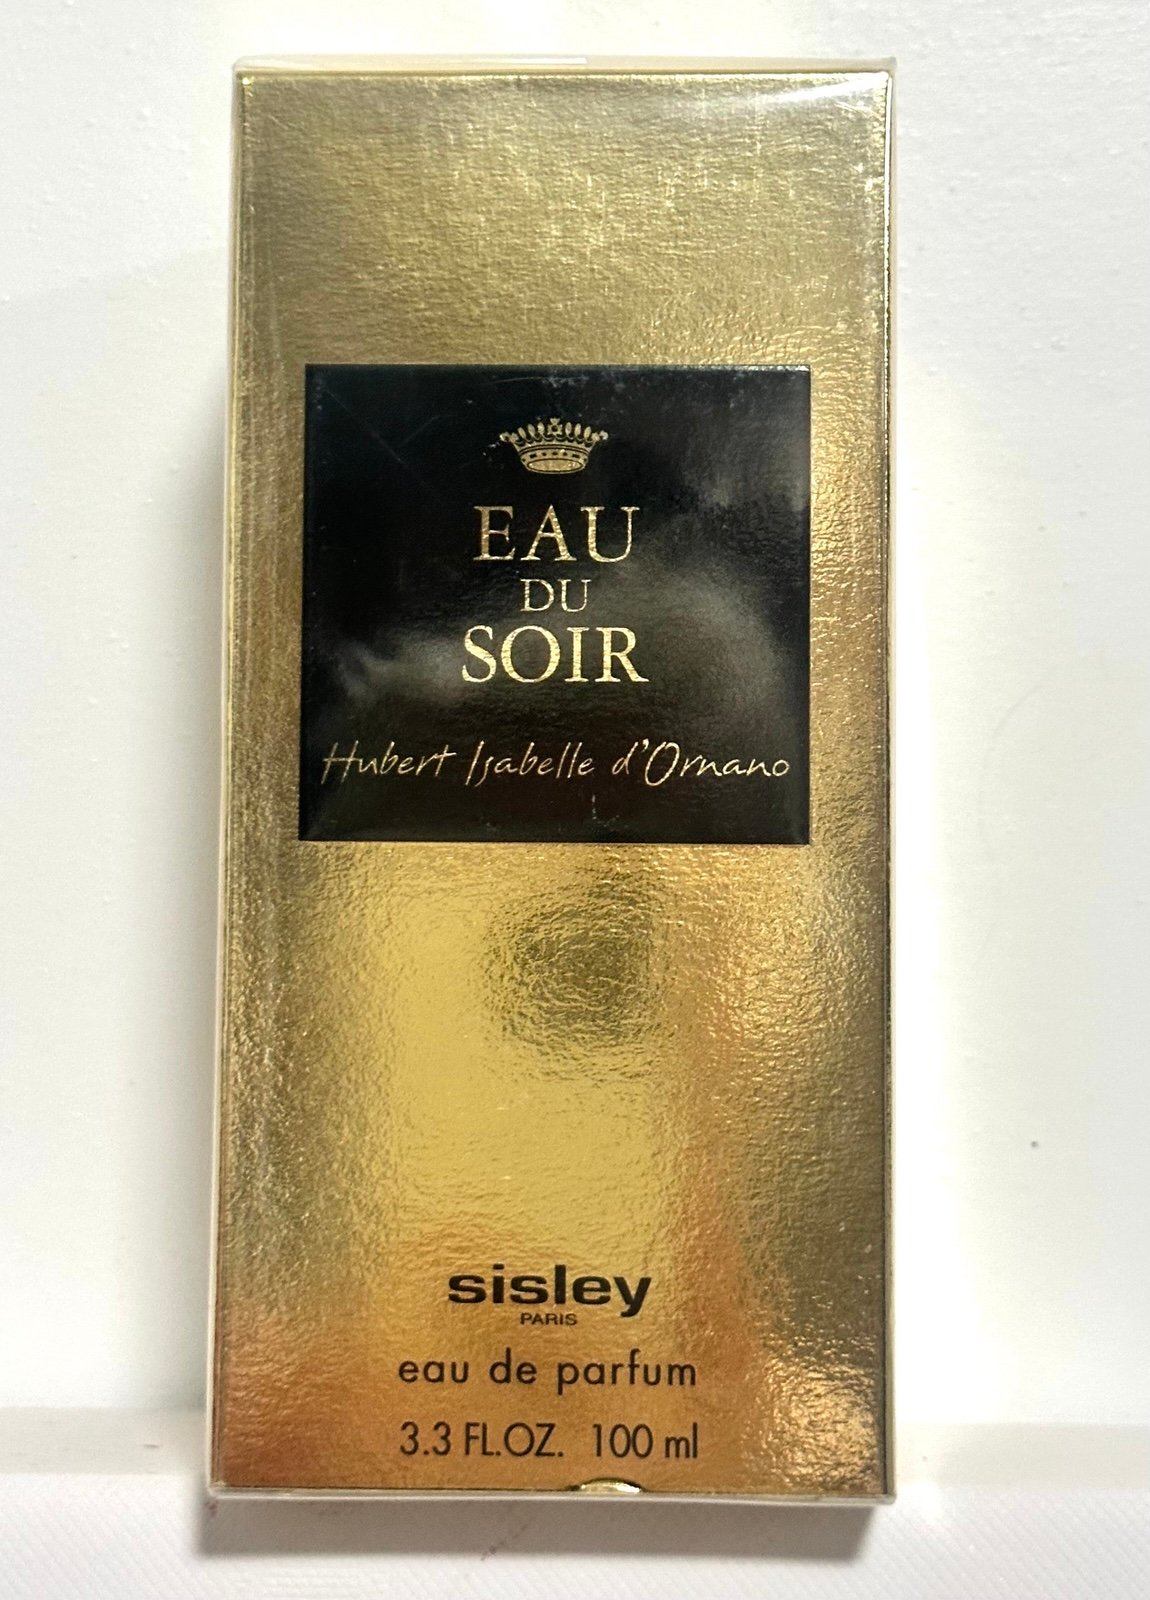 EAU
DU
SOIR
Hubert Isabelle d'Ornano
sisley
PARIS
eau de parfum
3.3 FL.OZ. 100 ml